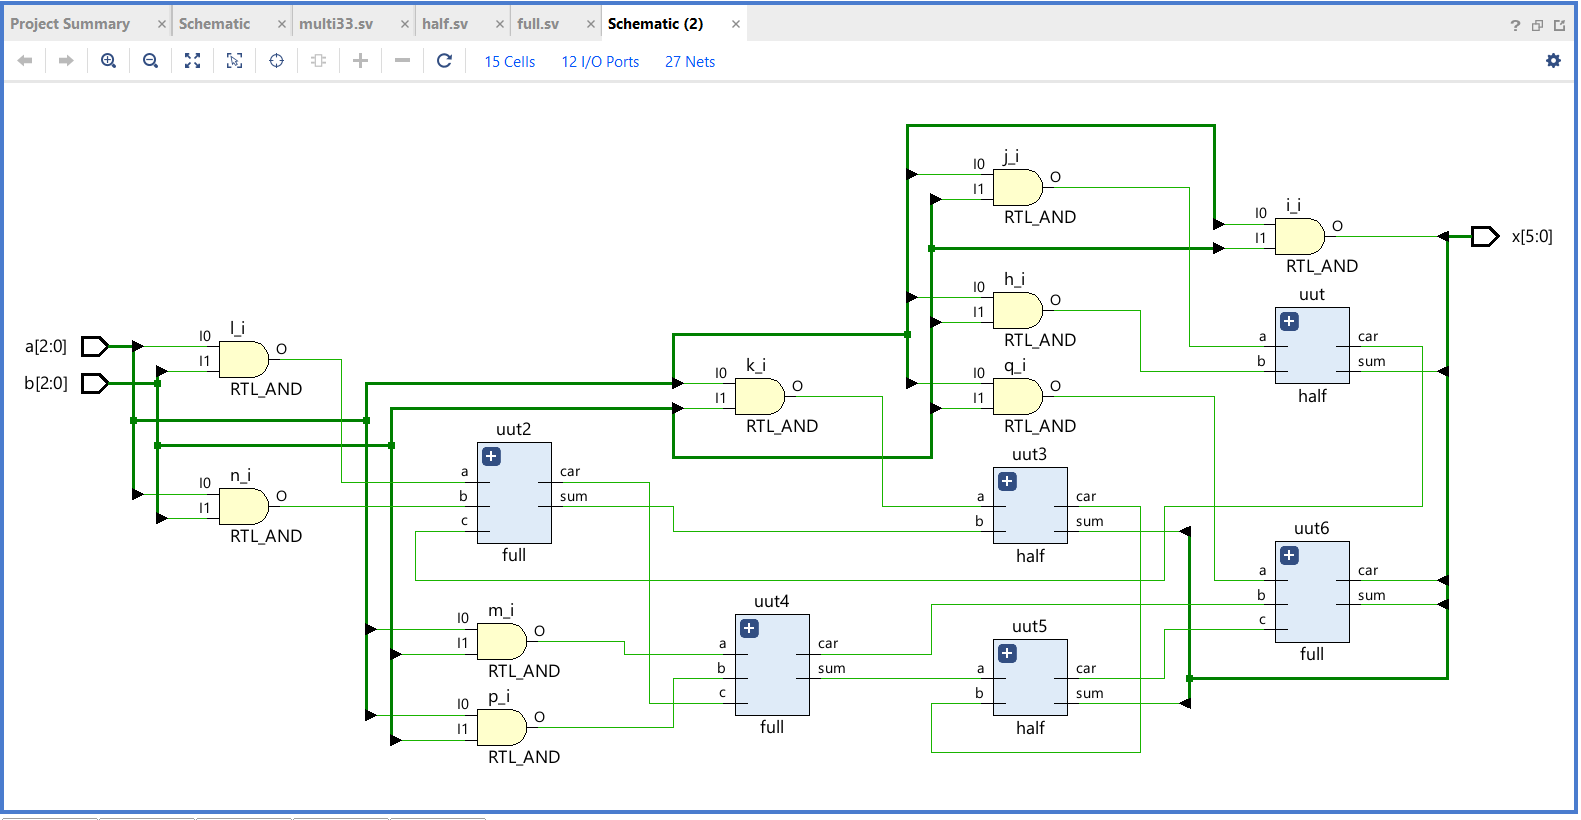 Project Summary × Schematic × multi33.sv × half.sv × full.sv × Schematic (2) × ?
15 Cells 12 I/O Ports 27 Nets
a[2:0]
b[2:0]
I0 l_i O
I1
RTL_AND
I0 n_i O
I1
RTL_AND
uut2
a car
b sum
c
full
I0 m_i O
I1
RTL_AND
I0 p_i O
I1
RTL_AND
I0 k_i O
I1
RTL_AND
uut4
a car
b sum
c
full
I0 j_i O
I1
RTL_AND
I0 h_i O
I1
RTL_AND
I0 q_i O
I1
RTL_AND
uut3
a car
b sum
half
uut5
a car
b sum
half
I0 i_i O
I1
RTL_AND
uut
a car
b sum
half
uut6
a car
b sum
c
full
x[5:0]